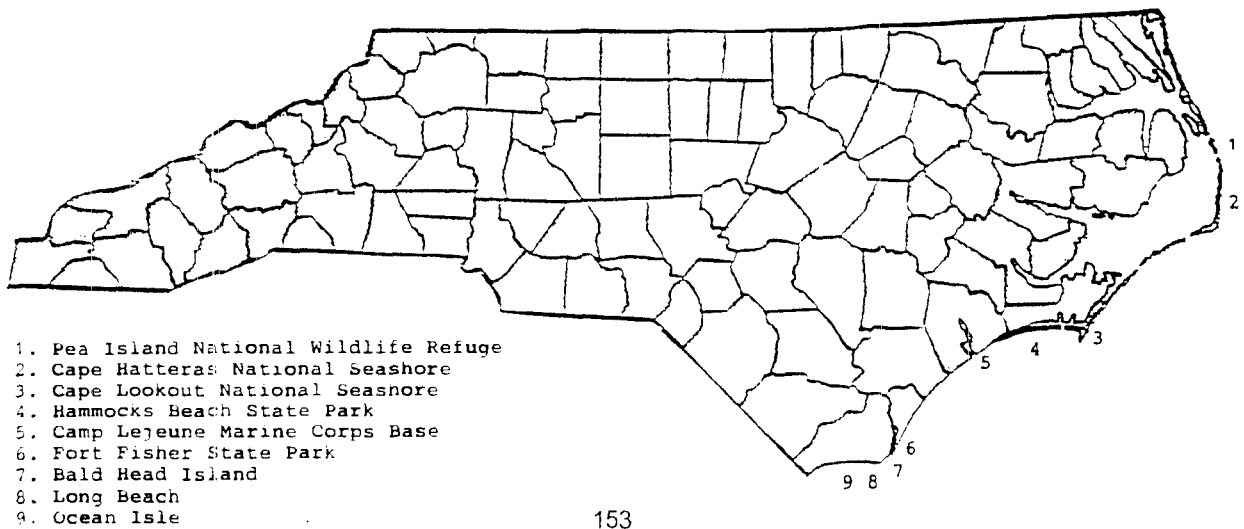 1
2
3
4
5
6
7
8
9
1. Pea Island National Wildlife Refuge
2. Cape Hatteras National Seashore
3. Cape Lookout National Seasnore
4. Hammocks Beach State Park
5. Camp Lejeune Marine Corps Base
6. Fort Fisher State Park
7. Bald Head Island
8. Long Beach
9. Ocean Isle
153